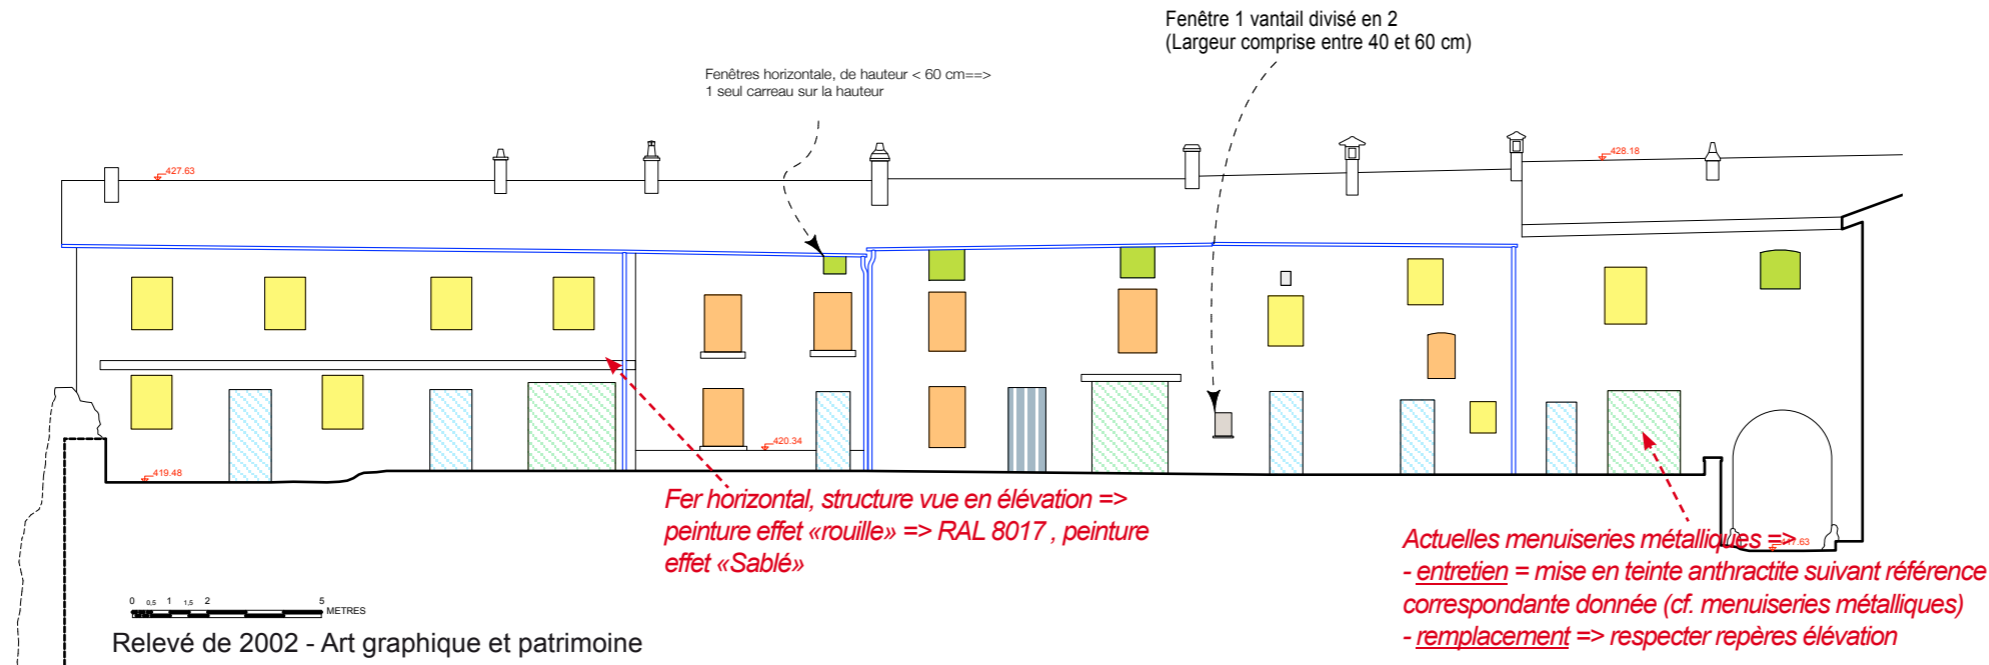 Fenêtre 1 vantail divisé en 2
(Largeur comprise entre 40 et 60 cm)
Fenêtres horizontale, de hauteur < 60 cm==>
1 seul carreau sur la hauteur
427.63
428.18
420.34
419.48
Fer horizontal, structure vue en élévation =>
peinture effet «rouille» => RAL 8017 , peinture
effet «Sablé»
Actuelles menuiseries métalliques =>
- entretien = mise en teinte anthractite suivant référence
correspondante donnée (cf. menuiseries métalliques)
- remplacement => respecter repères élévation
0 0,5 1 1,5 2 5
METRES
Relevé de 2002 - Art graphique et patrimoine